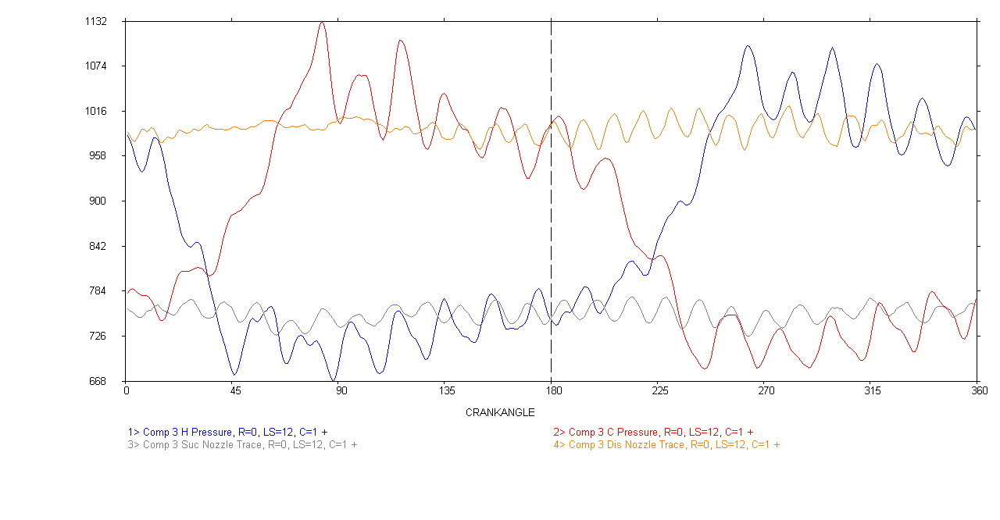 1132
1074
1016
958
900
842
784
726
668
0 45 90 135 180 225 270 315 360
CRANKANGLE
1> Comp 3 H Pressure, R=0, LS=12, C=1 + 2> Comp 3 C Pressure, R=0, LS=12, C=1 +
3> Comp 3 Suc Nozzle Trace, R=0, LS=12, C=1 + 4> Comp 3 Dis Nozzle Trace, R=0, LS=12, C=1 +